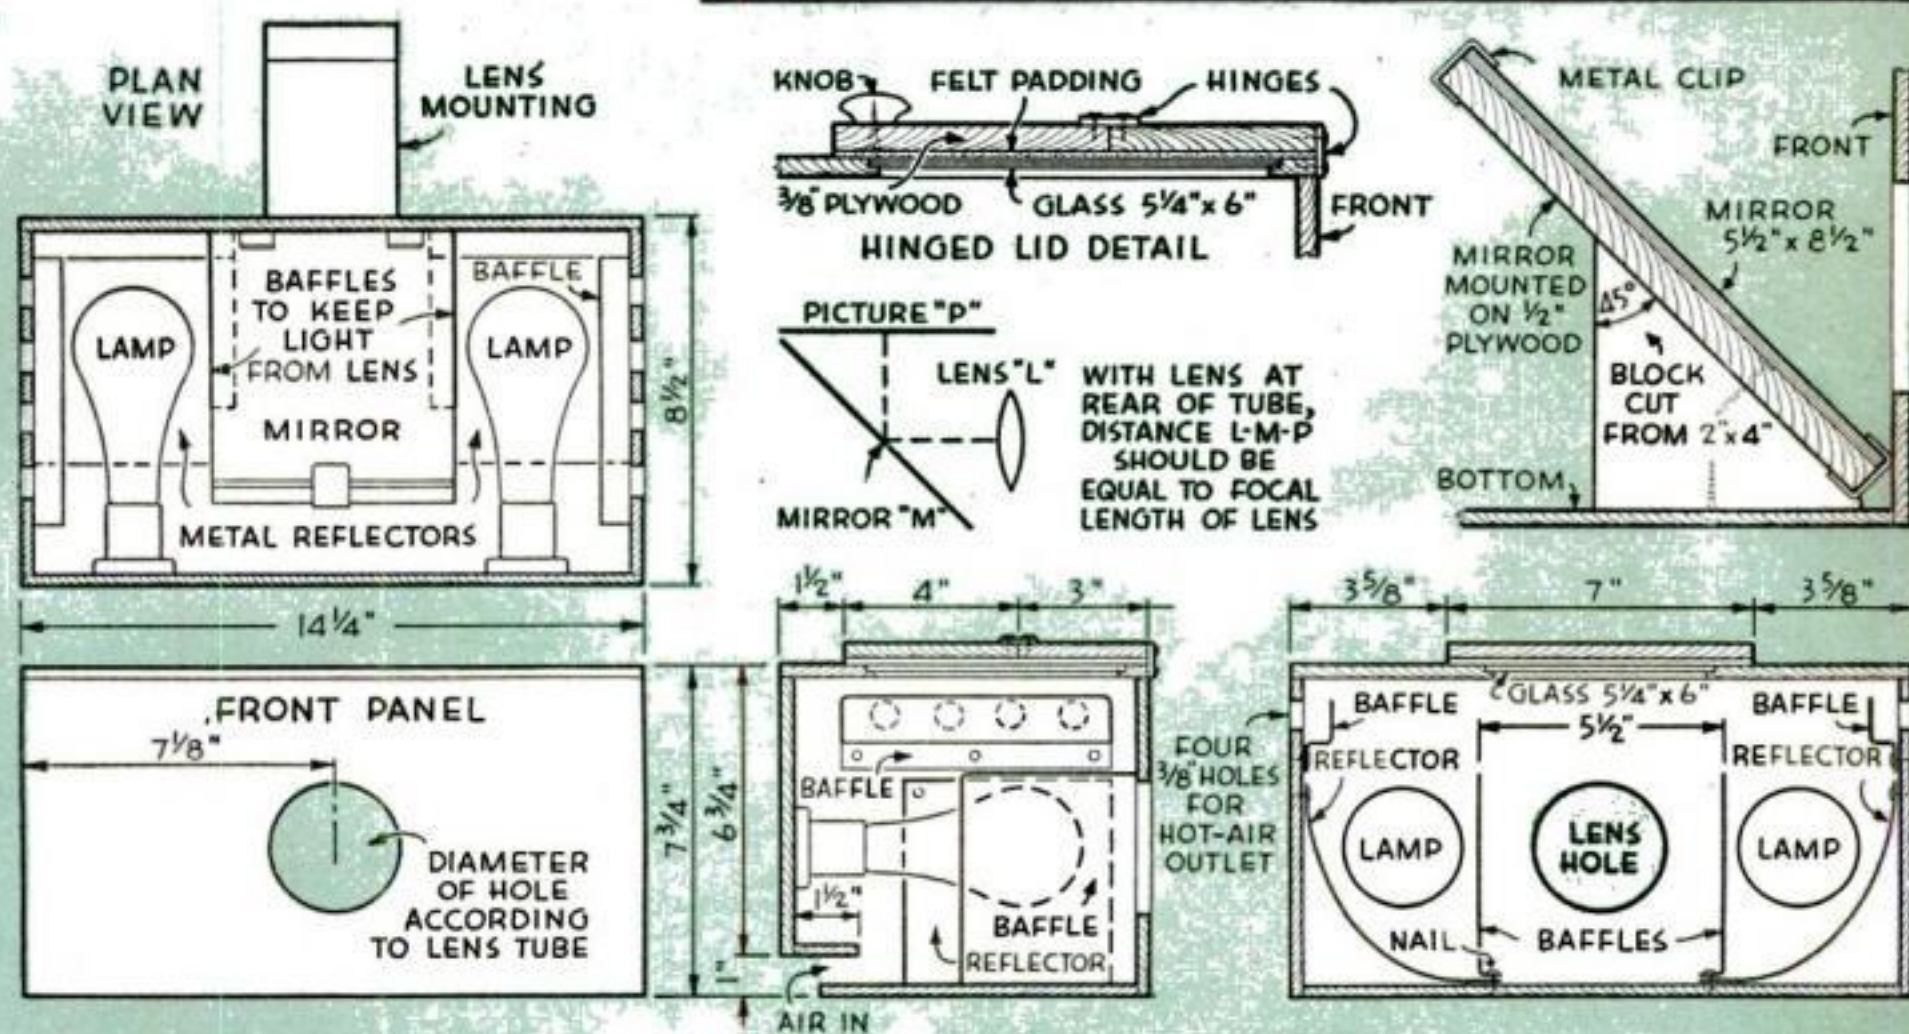 PLAN
VIEW
LENS
MOUNTING
BAFFLES
TO KEEP
LIGHT
FROM LENS
BAFFLE
LAMP
LAMP
MIRROR
METAL REFLECTORS
8½"
14¼"
KNOB
FELT PADDING
HINGES
3/8" PLYWOOD
GLASS 5¼" x 6"
FRONT
HINGED LID DETAIL
PICTURE "P"
LENS "L"
MIRROR "M"
WITH LENS AT
REAR OF TUBE,
DISTANCE L-M-P
SHOULD BE
EQUAL TO FOCAL
LENGTH OF LENS
METAL CLIP
FRONT
MIRROR
5½" x 8½"
MIRROR
MOUNTED
ON ½"
PLYWOOD
45°
BLOCK
CUT
FROM 2" x 4"
BOTTOM
FRONT PANEL
7⅛"
DIAMETER
OF HOLE
ACCORDING
TO LENS TUBE
7¾"
6¾"
1"
1½"
4"
3"
BAFFLE
1½"
BAFFLE
REFLECTOR
AIR IN
3⅝"
7"
3⅝"
GLASS 5¼" x 6"
BAFFLE
BAFFLE
5½"
FOUR
3/8" HOLES
FOR
HOT-AIR
OUTLET
REFLECTOR
REFLECTOR
LAMP
LENS
HOLE
LAMP
NAIL
BAFFLES